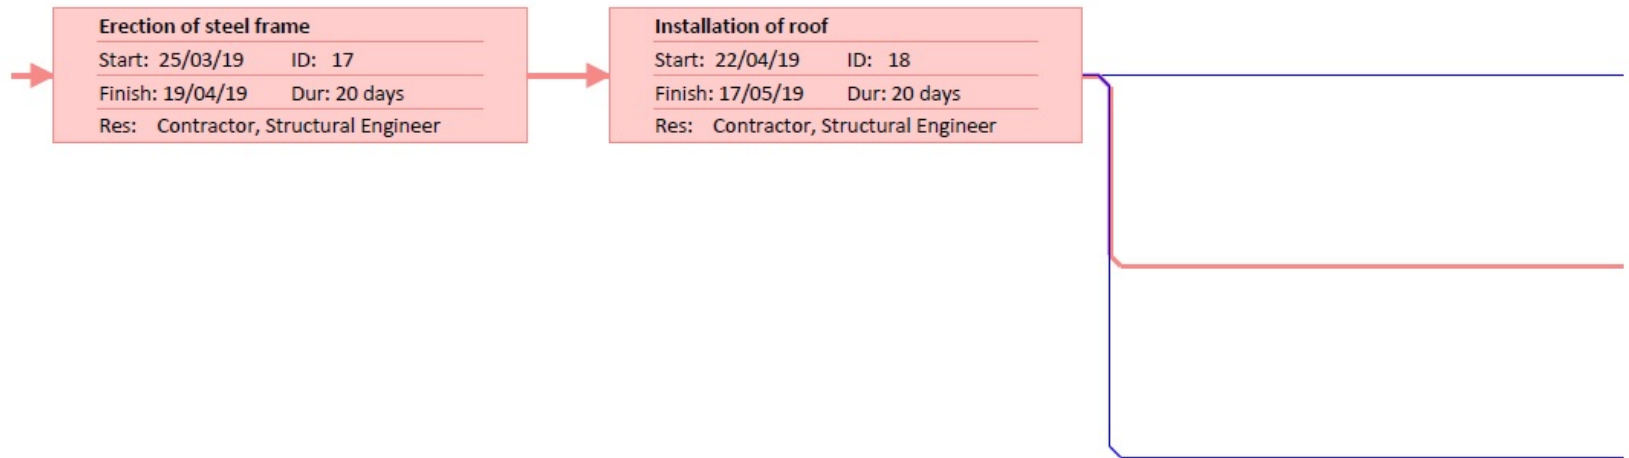 Erection of steel frame
Start: 25/03/19 ID: 17
Finish: 19/04/19 Dur: 20 days
Res: Contractor, Structural Engineer
Installation of roof
Start: 22/04/19 ID: 18
Finish: 17/05/19 Dur: 20 days
Res: Contractor, Structural Engineer